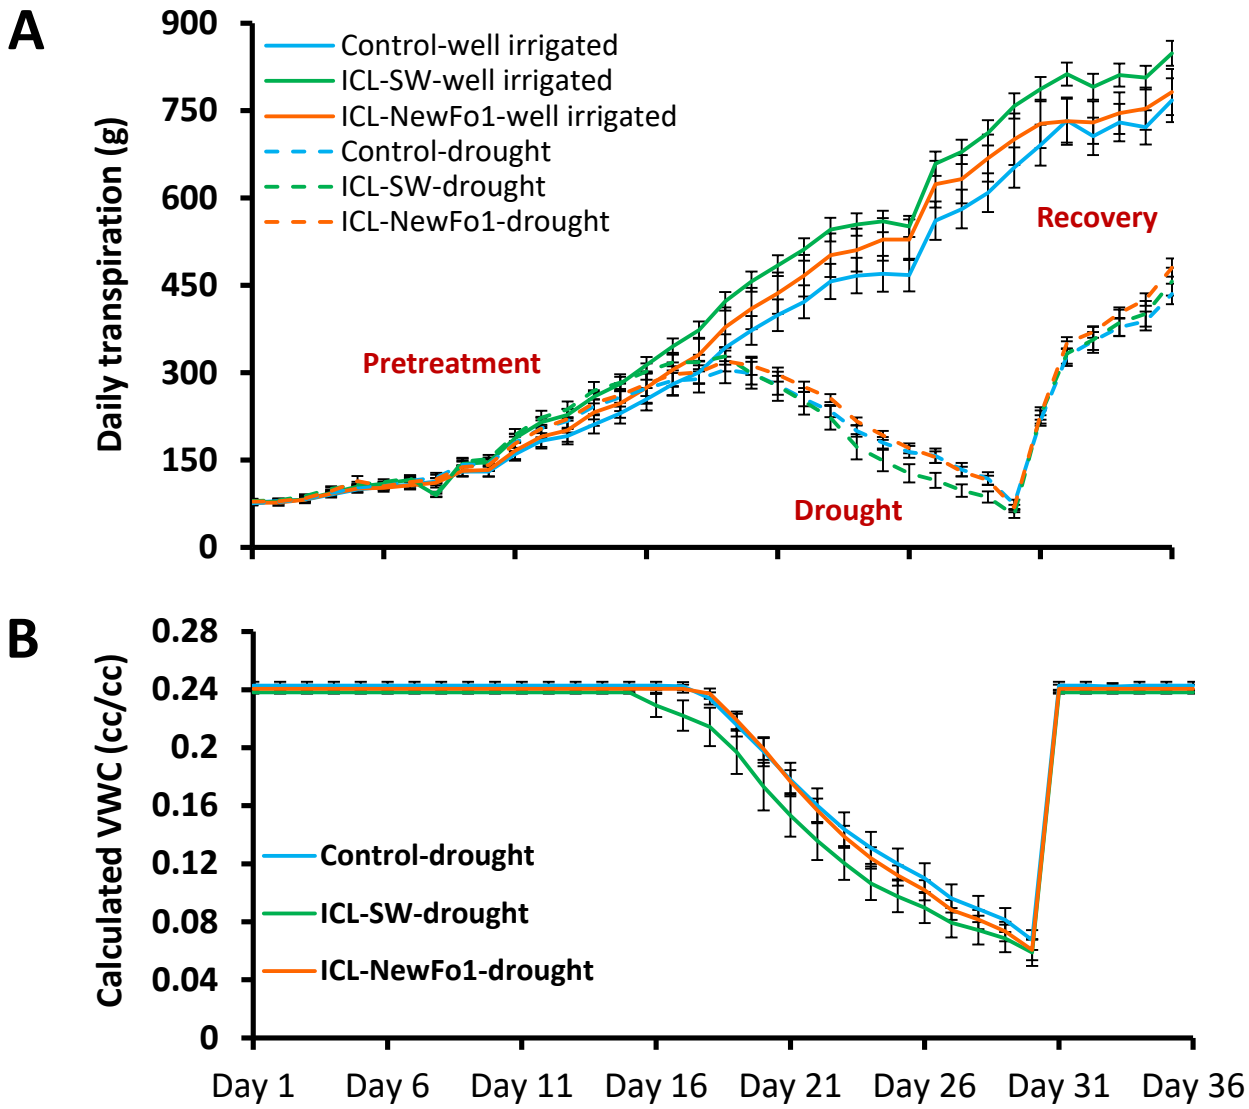 A
Daily transpiration (g)
900
750
600
450
300
150
0
Control-well irrigated
ICL-SW-well irrigated
ICL-NewFo1-well irrigated
Control-drought
ICL-SW-drought
ICL-NewFo1-drought
Pretreatment
Drought
Recovery
B
Calculated VWC (cc/cc)
0.28
0.24
0.2
0.16
0.12
0.08
0.04
0
Control-drought
ICL-SW-drought
ICL-NewFo1-drought
Day 1 Day 6 Day 11 Day 16 Day 21 Day 26 Day 31 Day 36